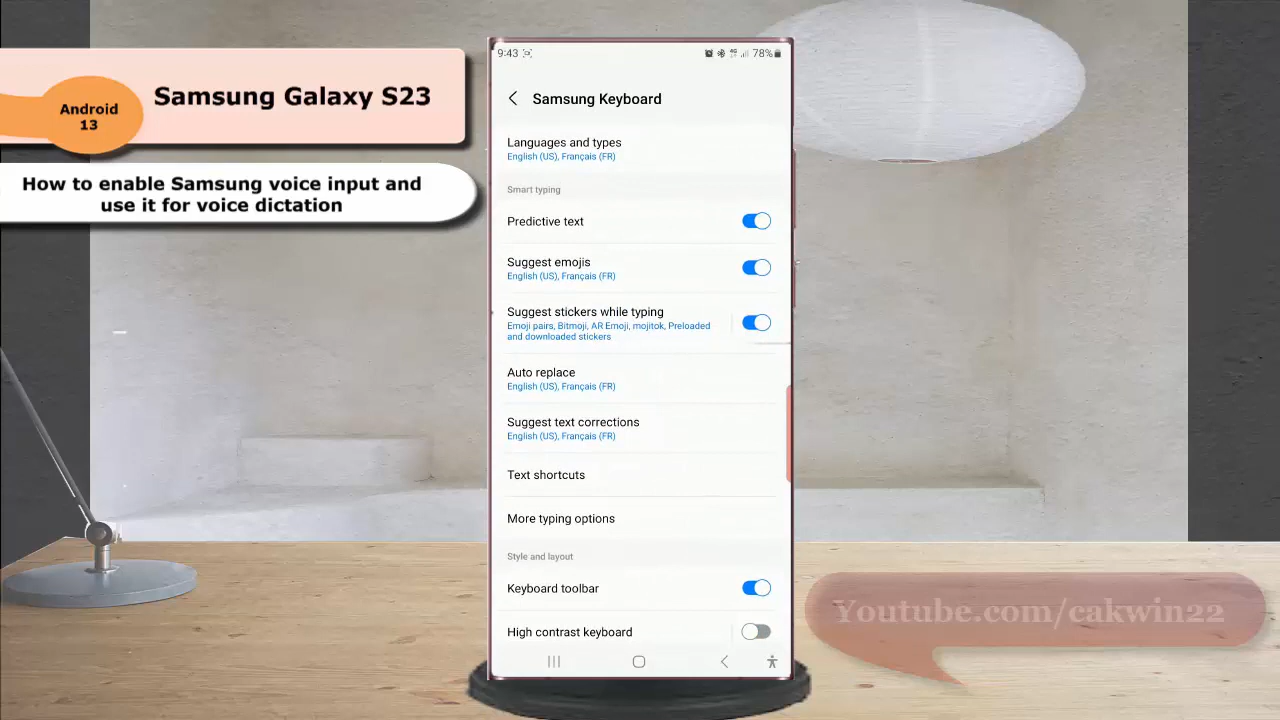 Samsung Galaxy S23
Android
13
How to enable Samsung voice input and
use it for voice dictation
9:43
78%
Samsung Keyboard
Languages and types
English (US), Français (FR)
Smart typing
Predictive text
Suggest emojis
English (US), Français (FR)
Suggest stickers while typing
Emoji pairs, Bitmoji, AR Emoji, mojitok, Preloaded
and downloaded stickers
Auto replace
English (US), Français (FR)
Suggest text corrections
English (US), Français (FR)
Text shortcuts
More typing options
Style and layout
Keyboard toolbar
High contrast keyboard
Youtube.com/cakwin22